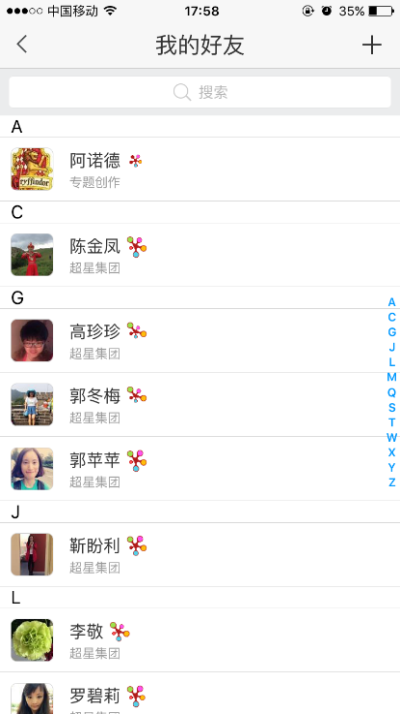 中国移动 17:58 35%
我的好友
搜索
A
阿诺德
专题创作
C
陈金凤
超星集团
G
高珍珍
超星集团
郭冬梅
超星集团
郭苹苹
超星集团
J
靳盼利
超星集团
L
李敬
超星集团
罗碧莉
A
C
G
J
L
M
Q
S
T
W
X
Y
Z